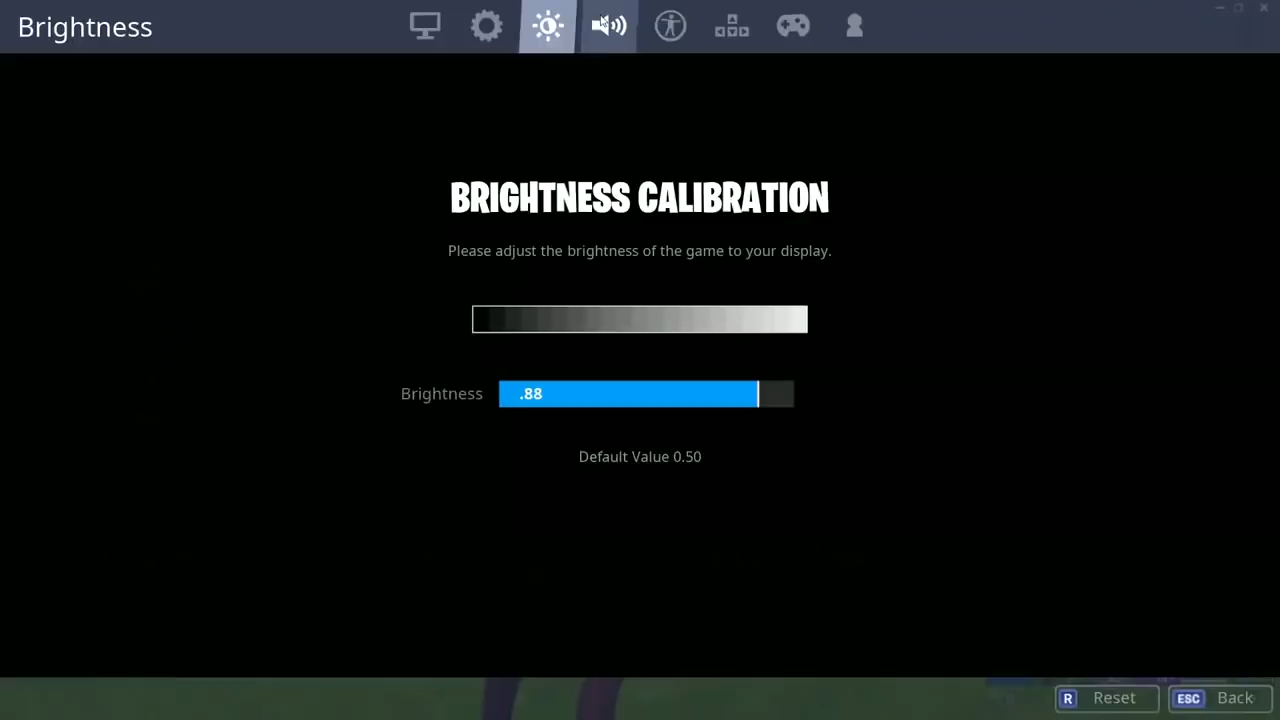 Brightness
BRIGHTNESS CALIBRATION
Please adjust the brightness of the game to your display.
Brightness .88
Default Value 0.50
R Reset ESC Back